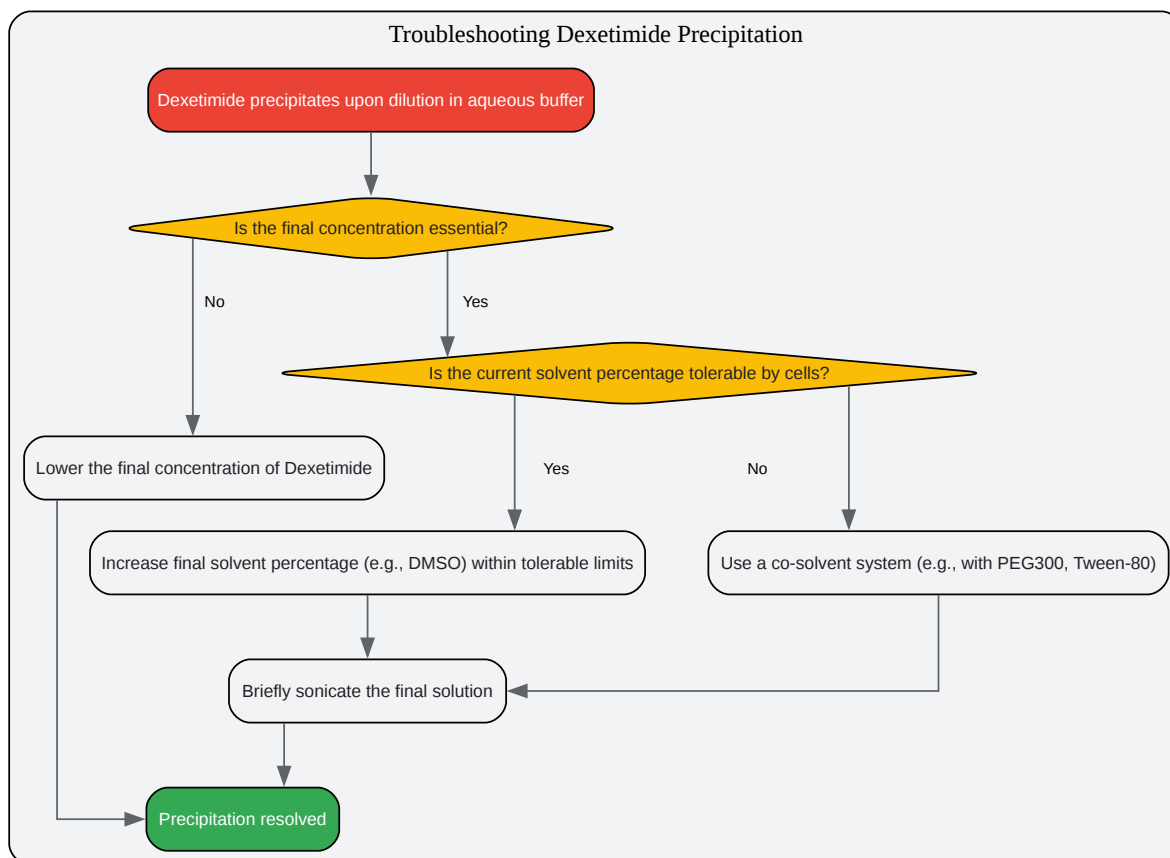 Troubleshooting Dexetimide Precipitation
Dexetimide precipitates upon dilution in aqueous buffer
Is the final concentration essential?
No
Yes
Is the current solvent percentage tolerable by cells?
Lower the final concentration of Dexetimide
Yes
No
Increase final solvent percentage (e.g., DMSO) within tolerable limits
Use a co-solvent system (e.g., with PEG300, Tween-80)
Briefly sonicate the final solution
Precipitation resolved